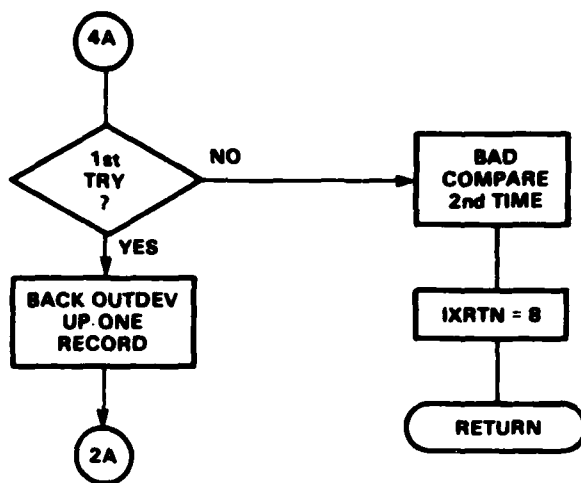 4A
1st
TRY
?
NO
YES
BACK OUTDEV
UP ONE
RECORD
2A
BAD
COMPARE
2nd TIME
IXRTN = 8
RETURN